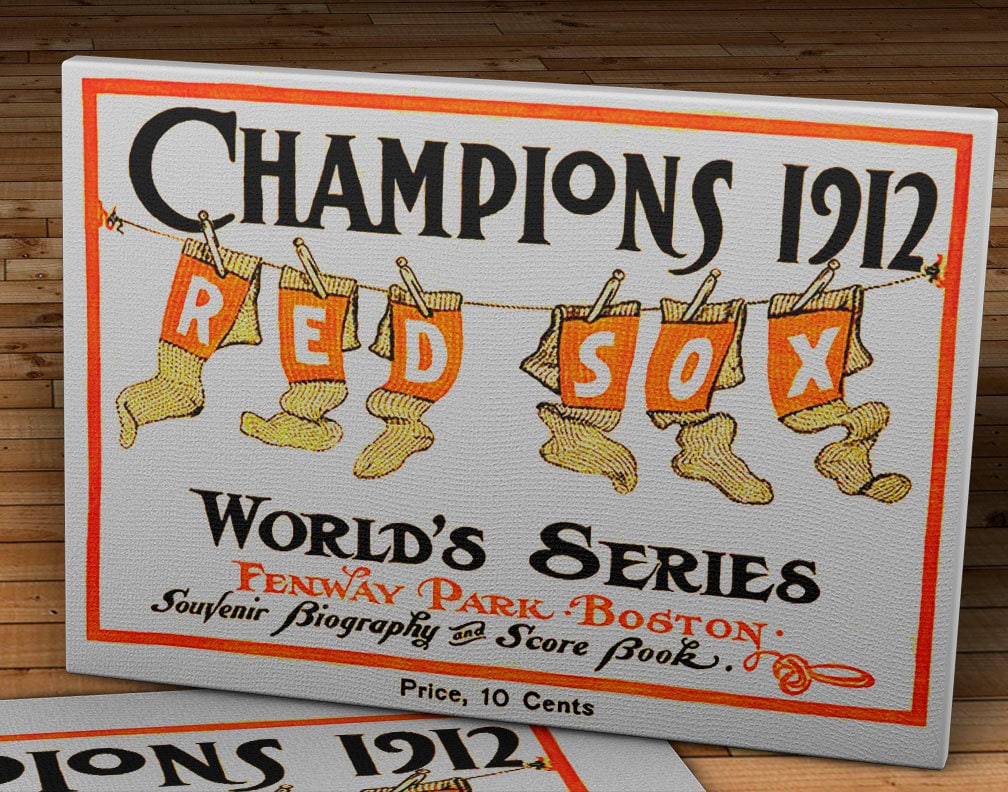 CHAMPIONS 1912
RED SOX
WORLD'S SERIES
FENWAY PARK · BOSTON ·
Souvenir Biography and Score Book.
Price, 10 Cents
PIONS 1912